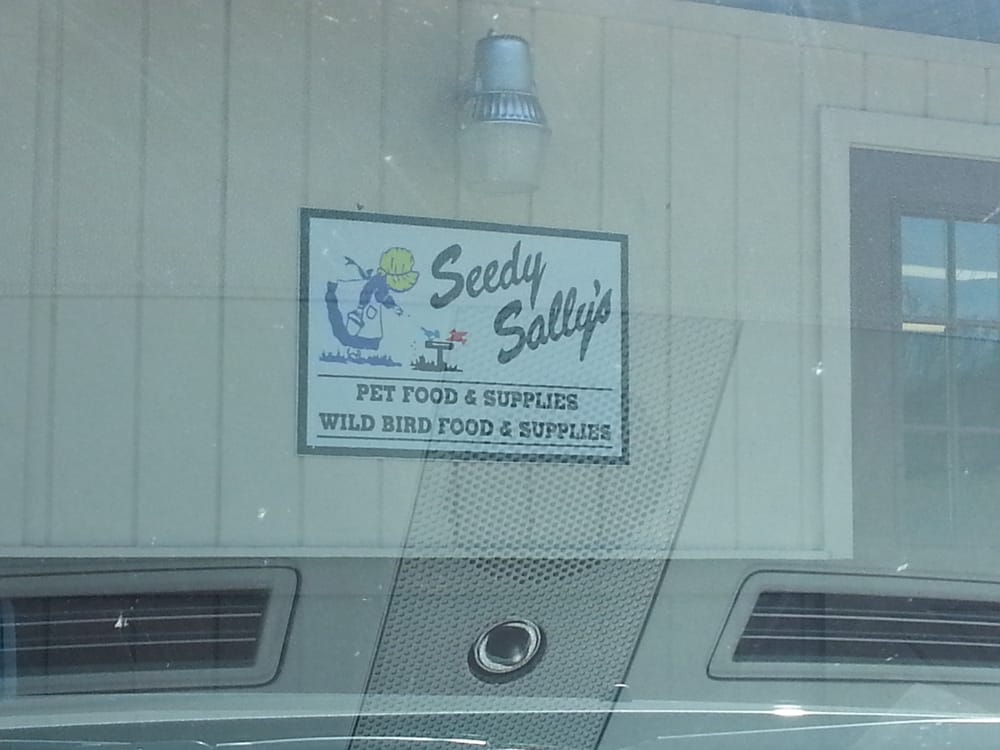 Seedy
Sally's
PET FOOD & SUPPLIES
WILD BIRD FOOD & SUPPLIES